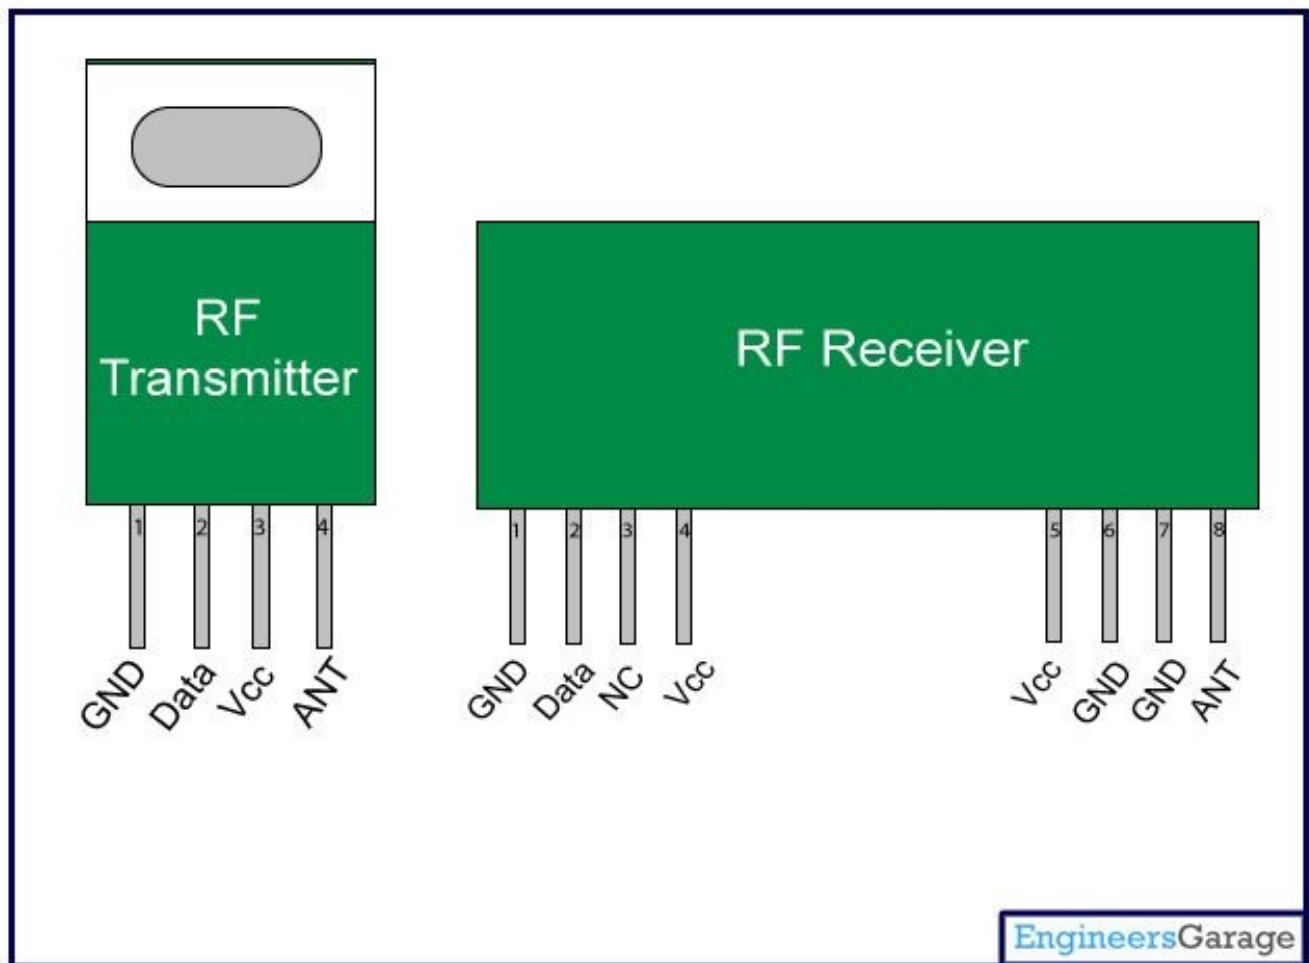 RF
Transmitter
1 2 3 4
GND Data Vcc ANT
RF Receiver
1 2 3 4 5 6 7 8
GND Data NC Vcc Vcc GND GND ANT
EngineersGarage